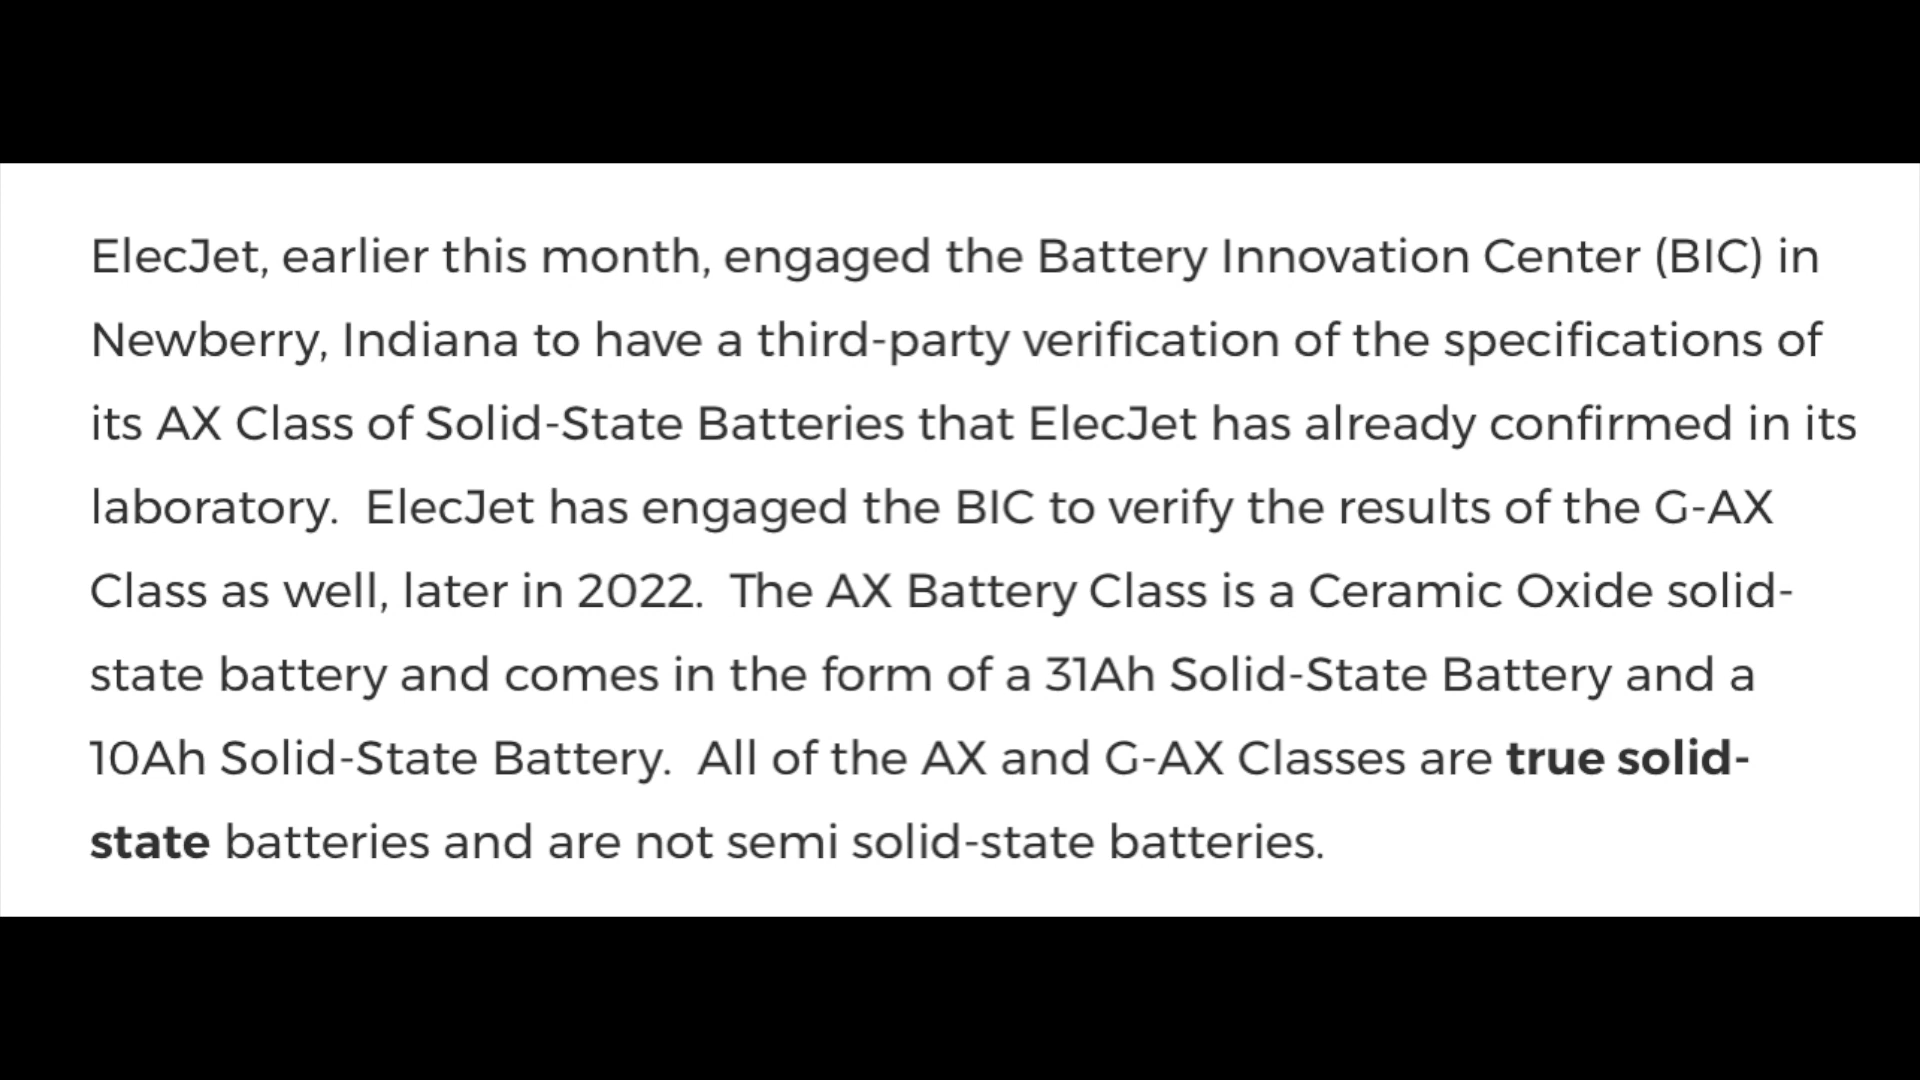 ElecJet, earlier this month, engaged the Battery Innovation Center (BIC) in
Newberry, Indiana to have a third-party verification of the specifications of
its AX Class of Solid-State Batteries that ElecJet has already confirmed in its
laboratory.  ElecJet has engaged the BIC to verify the results of the G-AX
Class as well, later in 2022.  The AX Battery Class is a Ceramic Oxide solid-
state battery and comes in the form of a 31Ah Solid-State Battery and a
10Ah Solid-State Battery.  All of the AX and G-AX Classes are true solid-
state batteries and are not semi solid-state batteries.